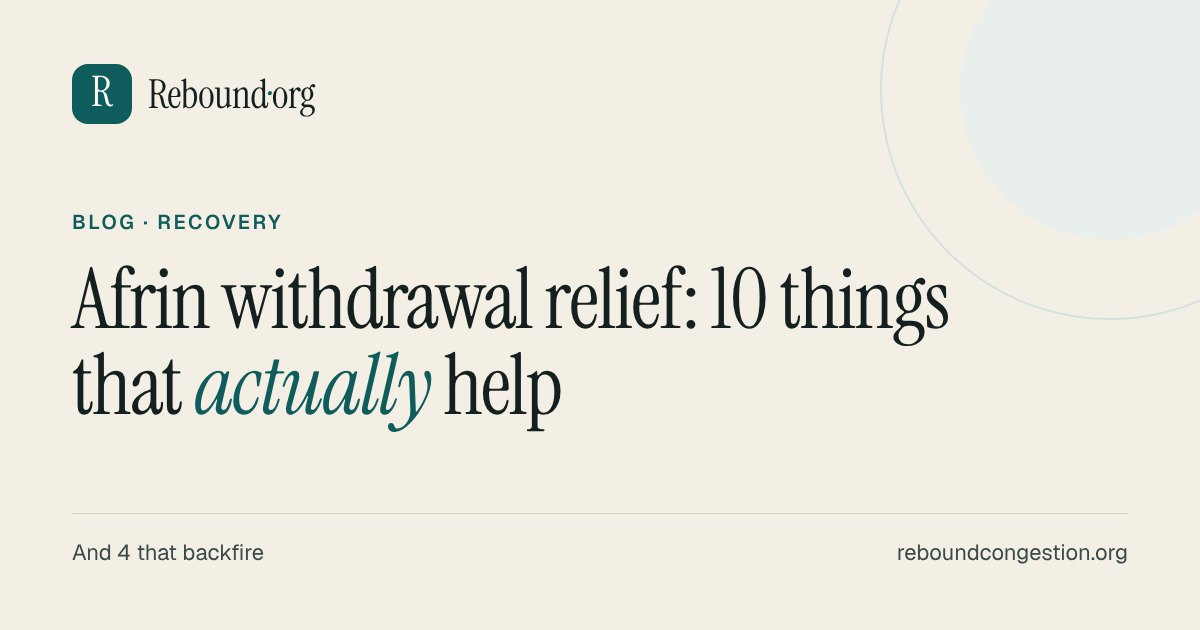 R
Rebound·org
BLOG · RECOVERY
Afrin withdrawal relief: 10 things
that actually help
And 4 that backfire
reboundcongestion.org